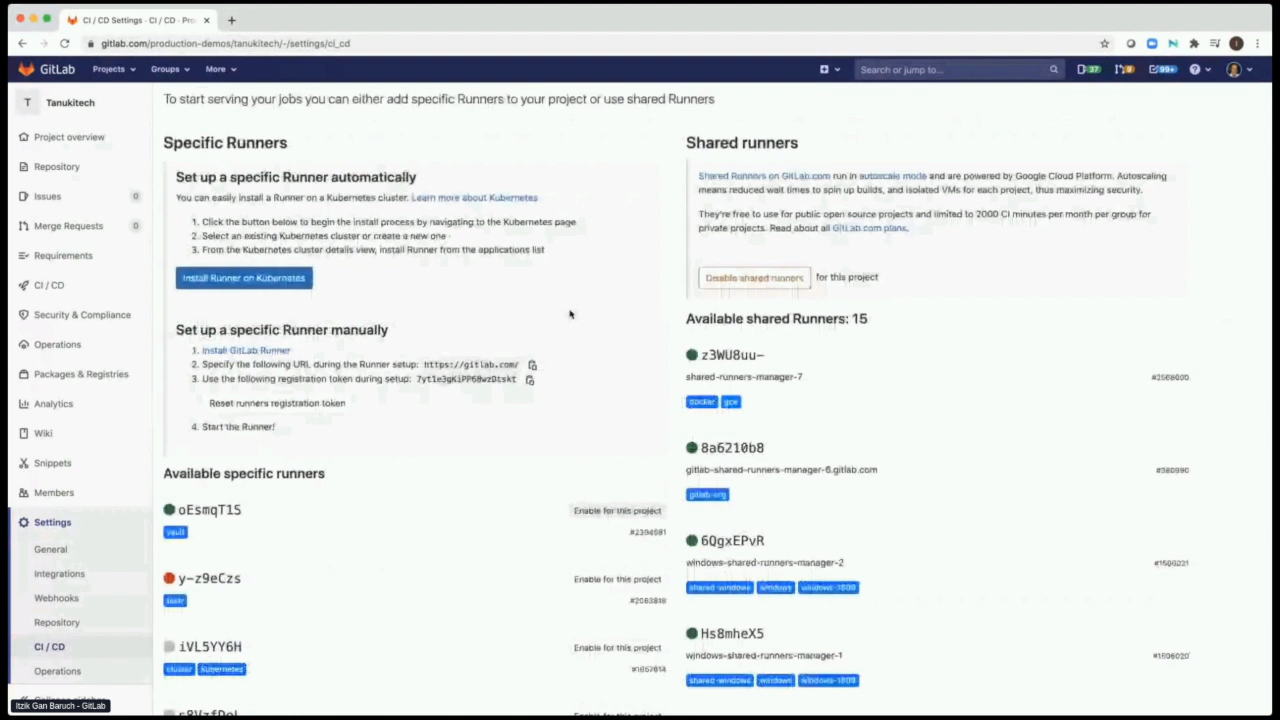 CI / CD Settings · CI / CD · Pro
gitlab.com/production-demos/tanukitech/-/settings/ci_cd
GitLab Projects Groups More Search or jump to... 37 9 99+
T Tanukitech
Project overview
Repository
Issues 0
Merge Requests 0
Requirements
CI / CD
Security & Compliance
Operations
Packages & Registries
Analytics
Wiki
Snippets
Members
Settings
General
Integrations
Webhooks
Repository
CI / CD
Operations
Collapse sidebar
Itzik Gan Baruch - GitLab
To start serving your jobs you can either add specific Runners to your project or use shared Runners
Specific Runners
Set up a specific Runner automatically
You can easily install a Runner on a Kubernetes cluster. Learn more about Kubernetes
1. Click the button below to begin the install process by navigating to the Kubernetes page
2. Select an existing Kubernetes cluster or create a new one
3. From the Kubernetes cluster details view, install Runner from the applications list
Install Runner on Kubernetes
Set up a specific Runner manually
1. Install GitLab Runner
2. Specify the following URL during the Runner setup: https://gitlab.com/
3. Use the following registration token during setup:
Reset runners registration token
4. Start the Runner!
Available specific runners
oEsmqT1S Enable for this project
vault
y-z9eCzs Enable for this project
iVL5YY6H Enable for this project
cluster kubernetes
Shared runners
Shared Runners on GitLab.com run in autoscale mode and are powered by Google Cloud Platform. Autoscaling
means reduced wait times to spin up builds, and isolated VMs for each project, thus maximizing security.
They're free to use for public open source projects and limited to 2000 CI minutes per month per group for
private projects. Read about all GitLab.com plans.
Disable shared runners for this project
Available shared Runners: 15
z3WU8uu-
shared-runners-manager-7
docker gce
8a6210b8
gitlab-shared-runners-manager-6.gitlab.com
gitlab-org
6QgxEPvR
windows-shared-runners-manager-2
shared-windows windows windows-1809
Hs8mheX5
windows-shared-runners-manager-1
shared-windows windows windows-1809